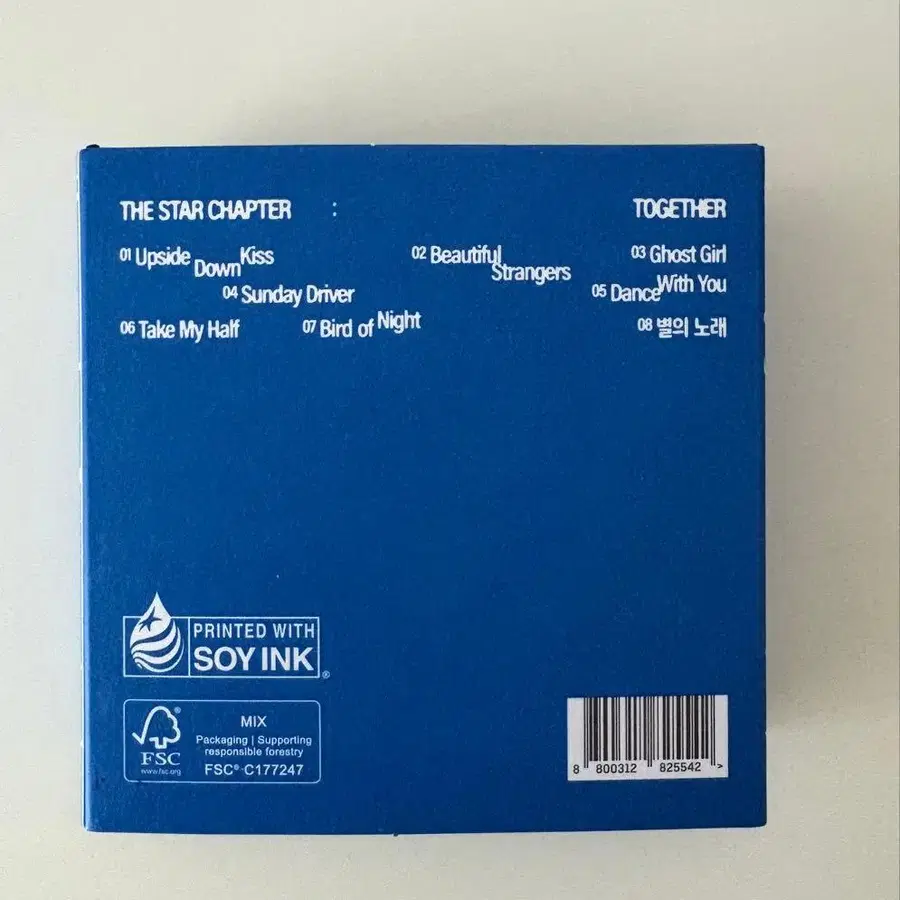 THE STAR CHAPTER : TOGETHER
01 Upside Down Kiss
02 Beautiful Strangers
03 Ghost Girl
04 Sunday Driver
05 Dance With You
06 Take My Half
07 Bird of Night
08 별의 노래
PRINTED WITH
SOY INK
®
FSC®
www.fsc.org
MIX
Packaging | Supporting
responsible forestry
FSC® C177247
8 800312 825542 >